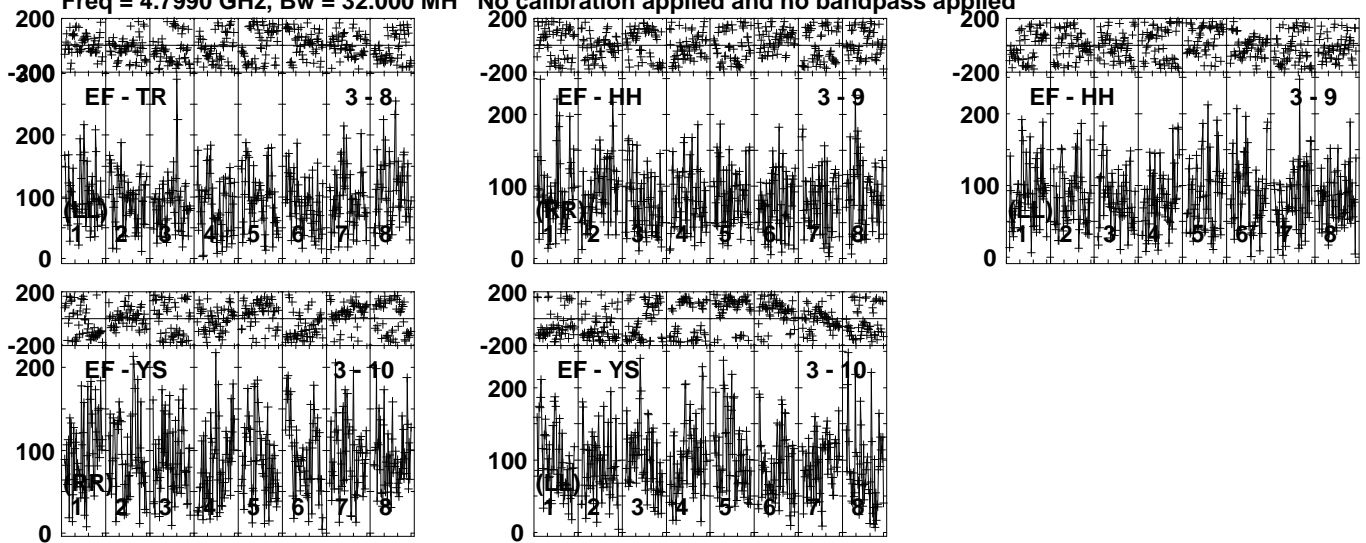 Freq = 4.7990 GHz, Bw = 32.000 MH No calibration applied and no bandpass applied
200
-200
300
EF - TR 3 - 8
200
100
(LL)
1 2 3 4 5 6 7 8
0
200
-200
EF - HH 3 - 9
200
100
(RR)
1 2 3 4 5 6 7 8
0
200
-200
EF - HH 3 - 9
200
100
(LL)
1 2 3 4 5 6 7 8
0
200
-200
EF - YS 3 - 10
200
100
(RR)
1 2 3 4 5 6 7 8
0
200
-200
EF - YS 3 - 10
200
100
(LL)
1 2 3 4 5 6 7 8
0